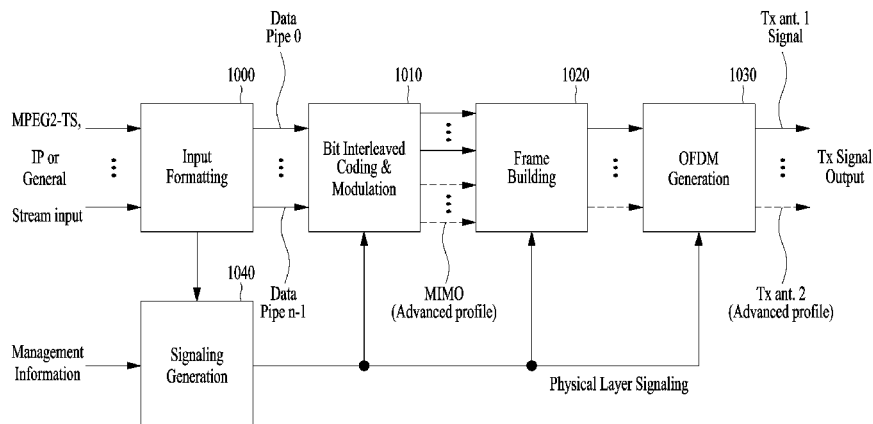 Data
Pipe 0
Tx ant. 1
Signal
1000
1010
1020
1030
MPEG2-TS,
IP or
General
Stream input
Input
Formatting
Bit Interleaved
Coding &
Modulation
Frame
Building
OFDM
Generation
Tx Signal
Output
1040
Data
Pipe n-1
MIMO
(Advanced profile)
Tx ant. 2
(Advanced profile)
Management
Information
Signaling
Generation
Physical Layer Signaling